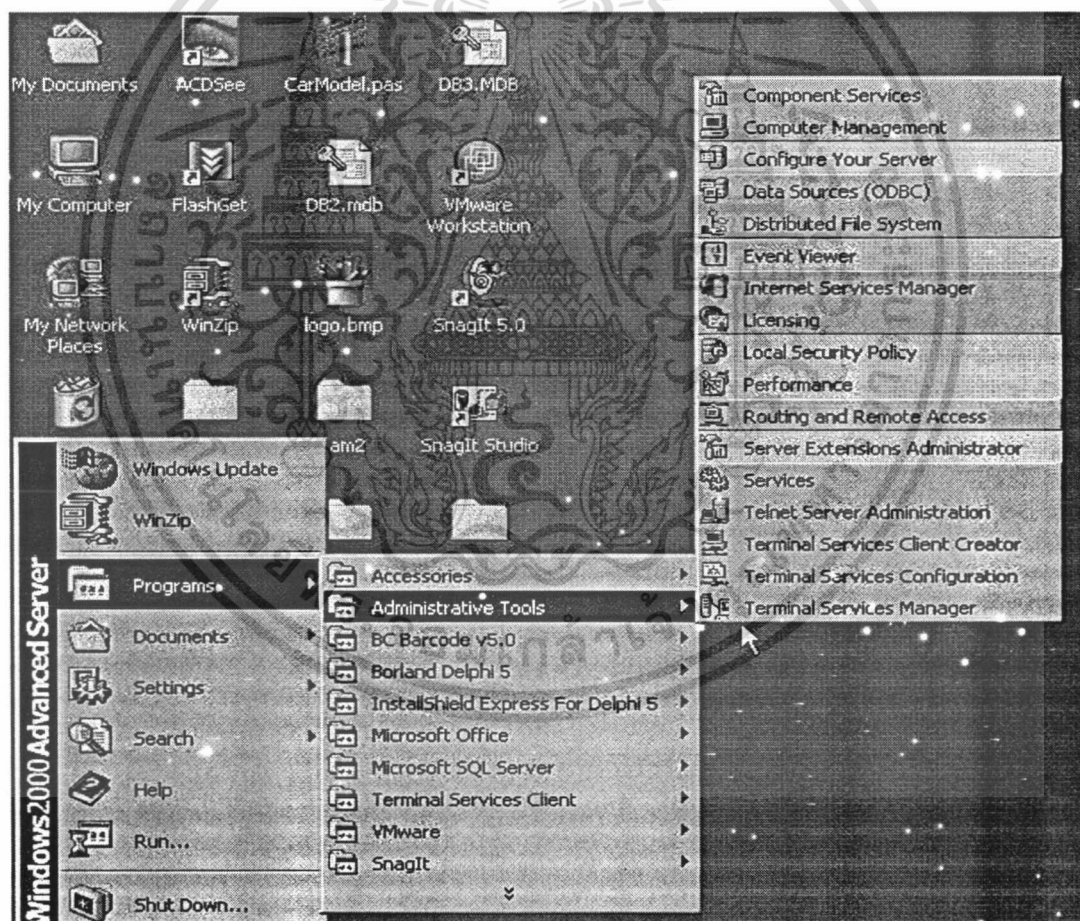 My Documents
ACDSee
CarModel.pas
DB3.MDB
My Computer
FlashGet
DB2.mdb
VMware
Workstation
My Network
Places
WinZip
logo.bmp
SnagIt 5.0
am2
SnagIt Studio
Windows 2000 Advanced Server
Windows Update
WinZip
Programs
Documents
Settings
Search
Help
Run...
Shut Down...
Accessories
Administrative Tools
BC Barcode v5.0
Borland Delphi 5
InstallShield Express For Delphi 5
Microsoft Office
Microsoft SQL Server
Terminal Services Client
VMware
SnagIt
Component Services
Computer Management
Configure Your Server
Data Sources (ODBC)
Distributed File System
Event Viewer
Internet Services Manager
Licensing
Local Security Policy
Performance
Routing and Remote Access
Server Extensions Administrator
Services
Telnet Server Administration
Terminal Services Client Creator
Terminal Services Configuration
Terminal Services Manager